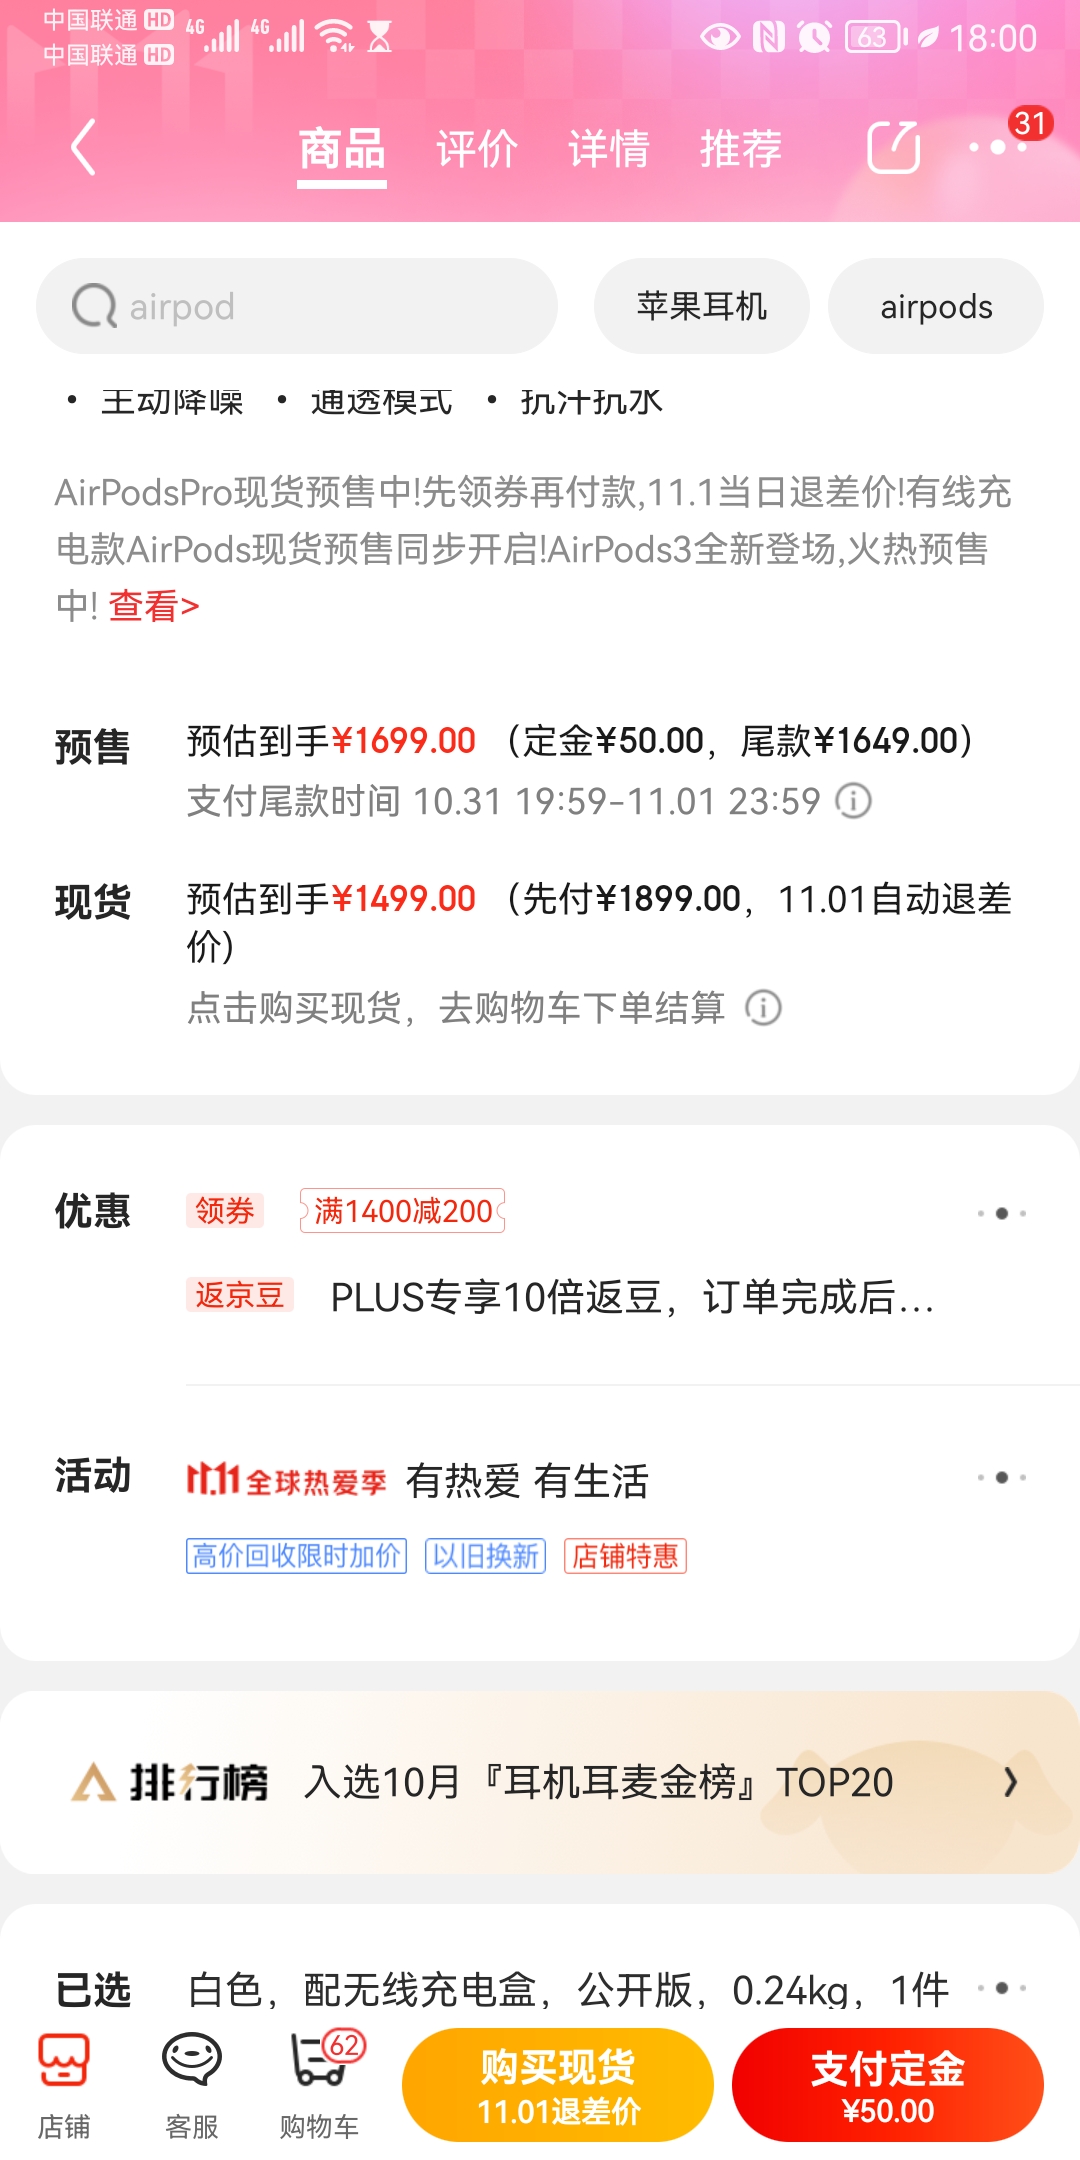 中国联通 HD
中国联通 HD
4G 4G 63 18:00
商品 评价 详情 推荐 31
airpod 苹果耳机 airpods
• 主动降噪 • 通透模式 • 抗汗抗水
AirPodsPro现货预售中!先领券再付款,11.1当日退差价!有线充
电款AirPods现货预售同步开启!AirPods3全新登场,火热预售
中! 查看>
预售 预估到手¥1699.00 （定金¥50.00，尾款¥1649.00）
支付尾款时间 10.31 19:59-11.01 23:59
现货 预估到手¥1499.00 （先付¥1899.00，11.01自动退差
价）
点击购买现货，去购物车下单结算
优惠 领券 满1400减200
返京豆 PLUS专享10倍返豆，订单完成后...
活动 11.11全球热爱季 有热爱 有生活
高价回收限时加价 以旧换新 店铺特惠
排行榜 入选10月『耳机耳麦金榜』TOP20
已选 白色，配无线充电盒，公开版，0.24kg，1件
店铺 客服 购物车 62
购买现货
11.01退差价
支付定金
¥50.00